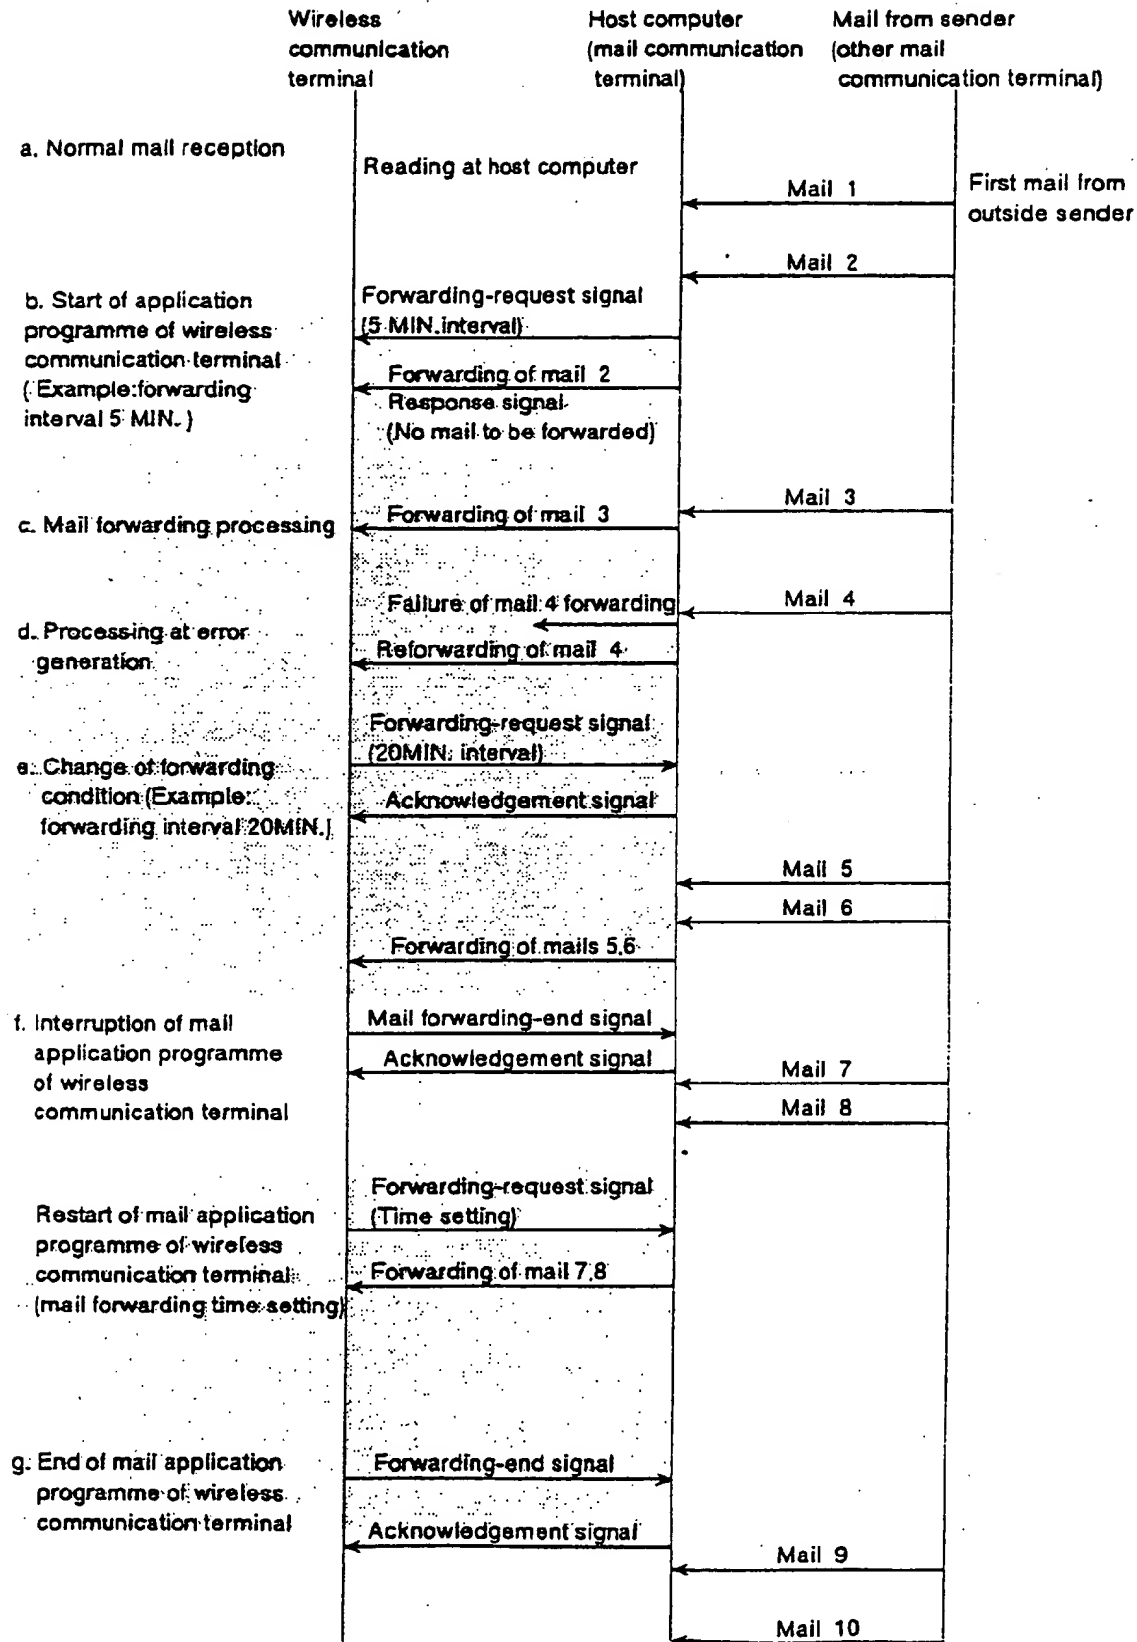 Wireless
communication
terminal
Host computer
(mail communication
terminal)
Mail from sender
(other mail
communication terminal)
a. Normal mail reception
Reading at host computer
Mail 1
First mail from
outside sender
Mail 2
b. Start of application
programme of wireless
communication terminal
( Example:forwarding
interval 5 MIN. )
Forwarding-request signal
(5 MIN.interval)
Forwarding of mail 2
Response signal
(No mail to be forwarded)
Mail 3
c. Mail forwarding processing
Forwarding of mail 3
Failure of mail 4 forwarding
Mail 4
d. Processing at error
generation
Reforwarding of mail 4
Forwarding-request signal
(20MIN. interval)
e. Change of forwarding
condition (Example:
forwarding interval 20MIN.)
Acknowledgement signal
Mail 5
Mail 6
Forwarding of mails 5,6
f. Interruption of mail
application programme
of wireless
communication terminal
Mail forwarding-end signal
Acknowledgement signal
Mail 7
Mail 8
Forwarding-request signal
(Time setting)
Restart of mail application
programme of wireless
communication terminal
(mail forwarding time setting)
Forwarding of mail 7,8
g. End of mail application
programme of wireless
communication terminal
Forwarding-end signal
Acknowledgement signal
Mail 9
Mail 10